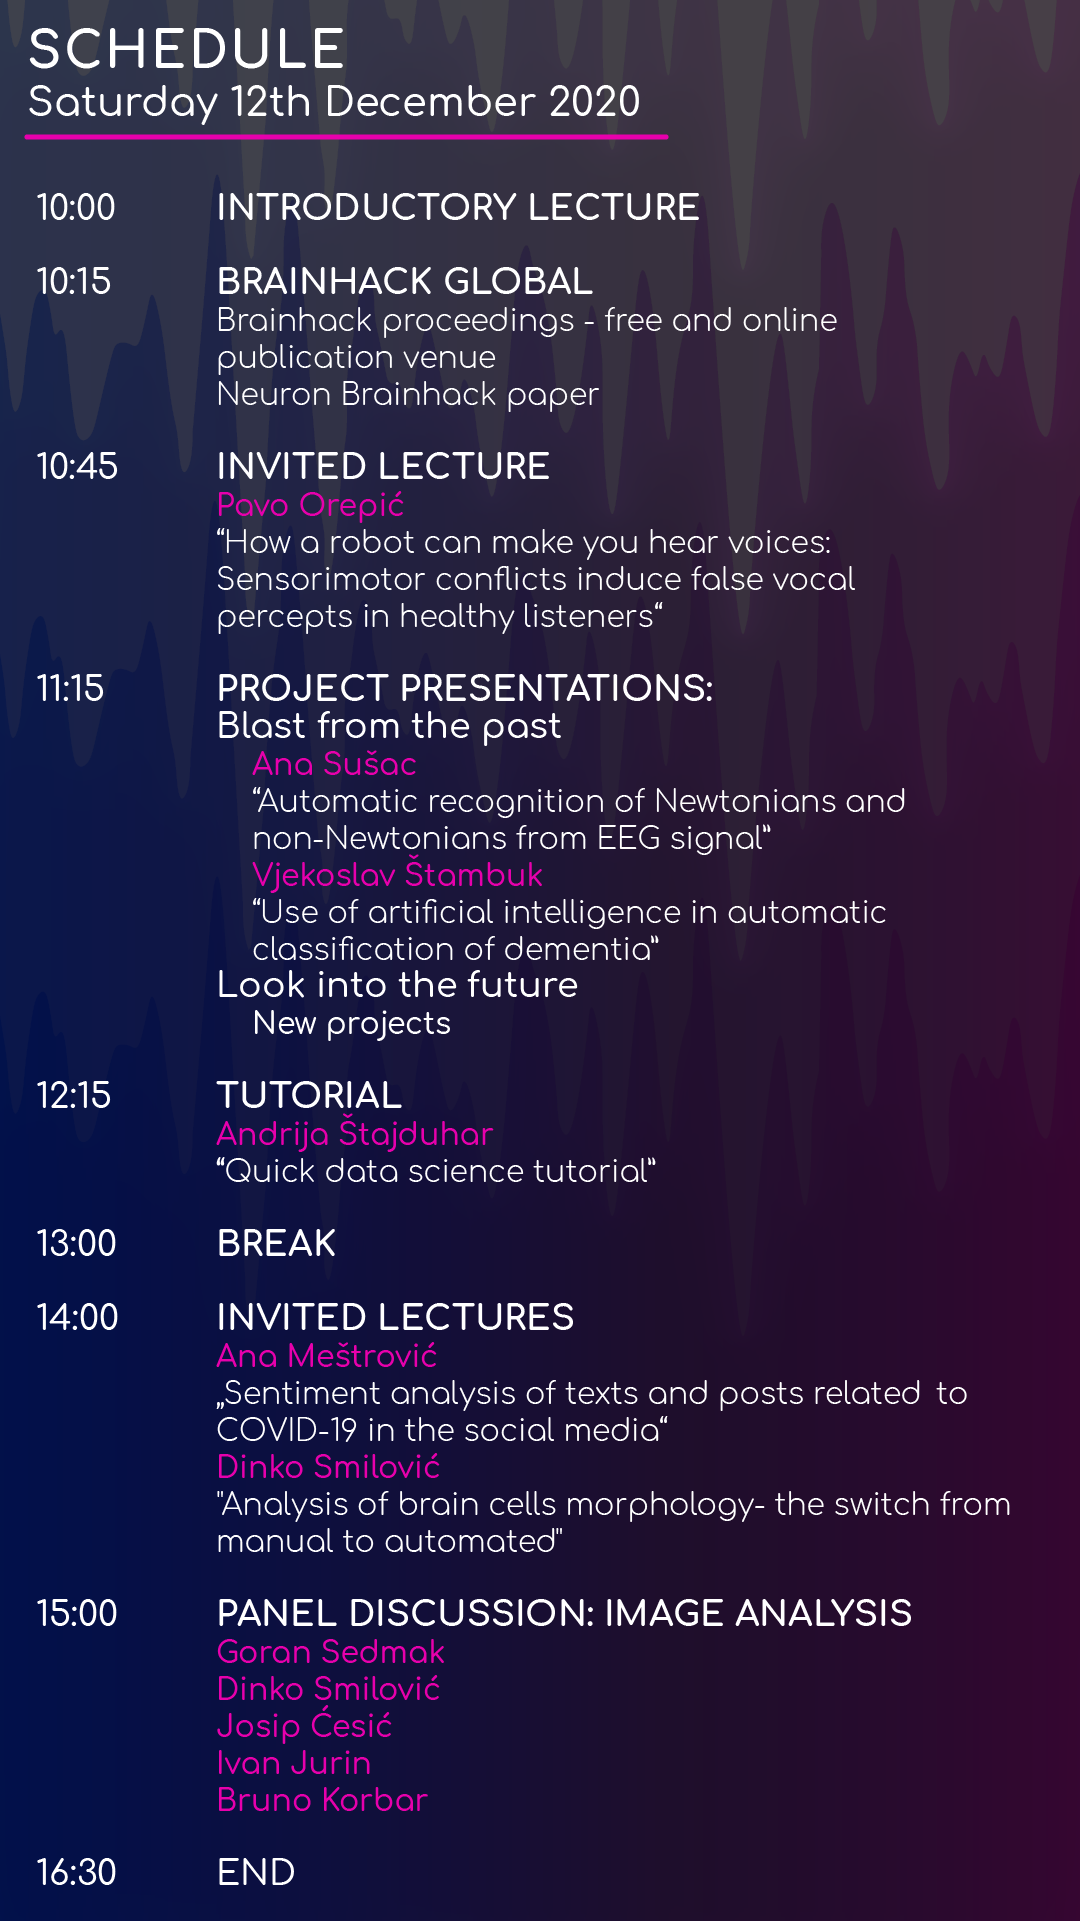 SCHEDULE
Saturday 12th December 2020
10:00 INTRODUCTORY LECTURE
10:15 BRAINHACK GLOBAL
Brainhack proceedings - free and online
publication venue
Neuron Brainhack paper
10:45 INVITED LECTURE
Pavo Orepić
“How a robot can make you hear voices:
Sensorimotor conflicts induce false vocal
percepts in healthy listeners“
11:15 PROJECT PRESENTATIONS:
Blast from the past
Ana Sušac
“Automatic recognition of Newtonians and
non-Newtonians from EEG signal”
Vjekoslav Štambuk
“Use of artificial intelligence in automatic
classification of dementia”
Look into the future
New projects
12:15 TUTORIAL
Andrija Štajduhar
“Quick data science tutorial”
13:00 BREAK
14:00 INVITED LECTURES
Ana Meštrović
„Sentiment analysis of texts and posts related to
COVID-19 in the social media“
Dinko Smilović
"Analysis of brain cells morphology- the switch from
manual to automated"
15:00 PANEL DISCUSSION: IMAGE ANALYSIS
Goran Sedmak
Dinko Smilović
Josip Ćesić
Ivan Jurin
Bruno Korbar
16:30 END